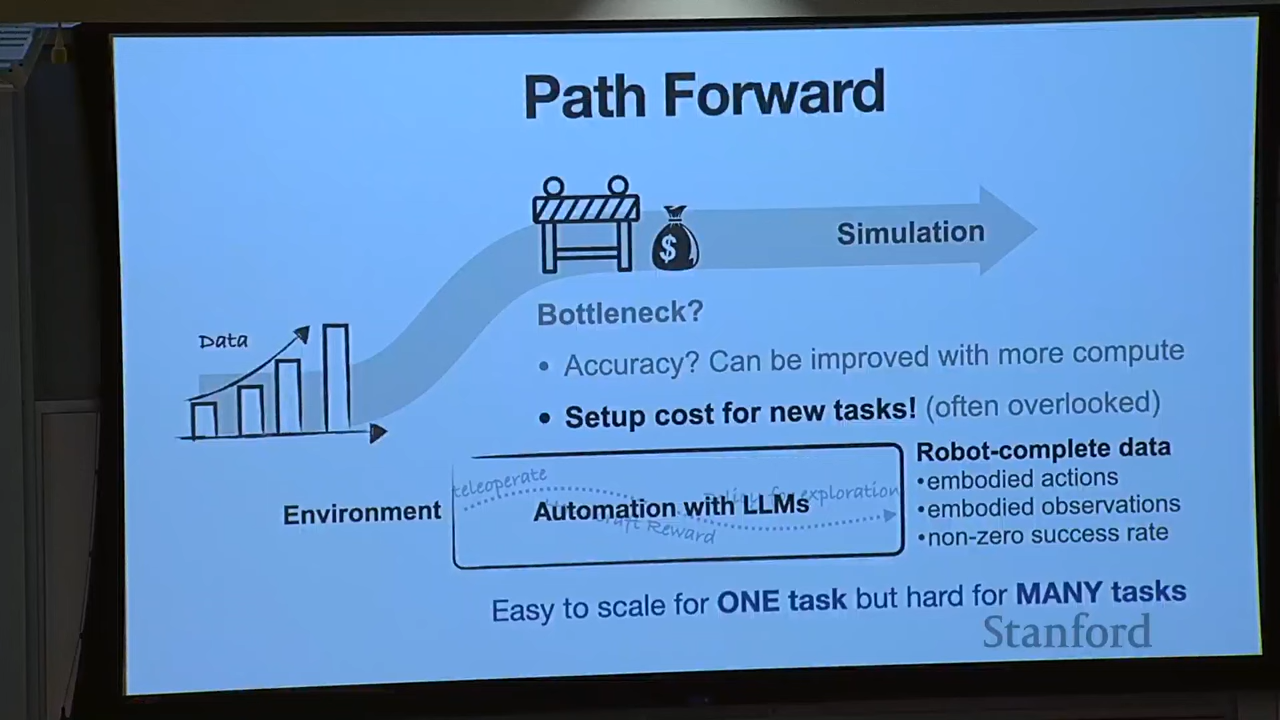 Path Forward
$
Simulation
Data
Bottleneck?
• Accuracy? Can be improved with more compute
• Setup cost for new tasks! (often overlooked)
Environment
teleoperate
Automation with LLMs
for exploration
Reward
Robot-complete data
•embodied actions
•embodied observations
•non-zero success rate
Easy to scale for ONE task but hard for MANY tasks
Stanford